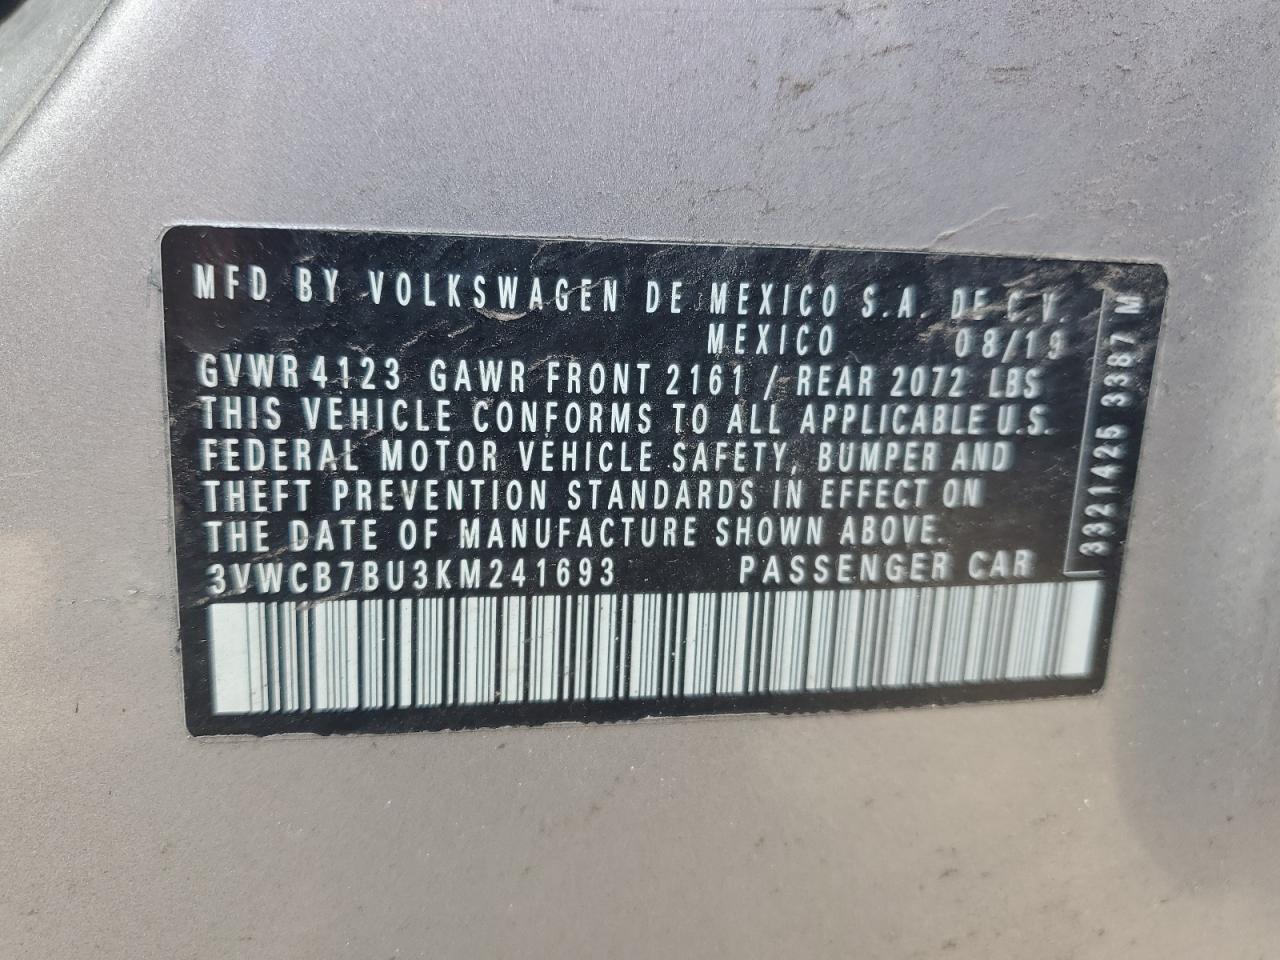 MFD BY VOLKSWAGEN DE MEXICO S.A. DE C.V.
MEXICO 08/19
GVWR 4123 GAWR FRONT 2161 / REAR 2072 LBS
THIS VEHICLE CONFORMS TO ALL APPLICABLE U.S.
FEDERAL MOTOR VEHICLE SAFETY, BUMPER AND
THEFT PREVENTION STANDARDS IN EFFECT ON
THE DATE OF MANUFACTURE SHOWN ABOVE.
3VWCB7BU3KM241693 PASSENGER CAR
3321425 3387 M